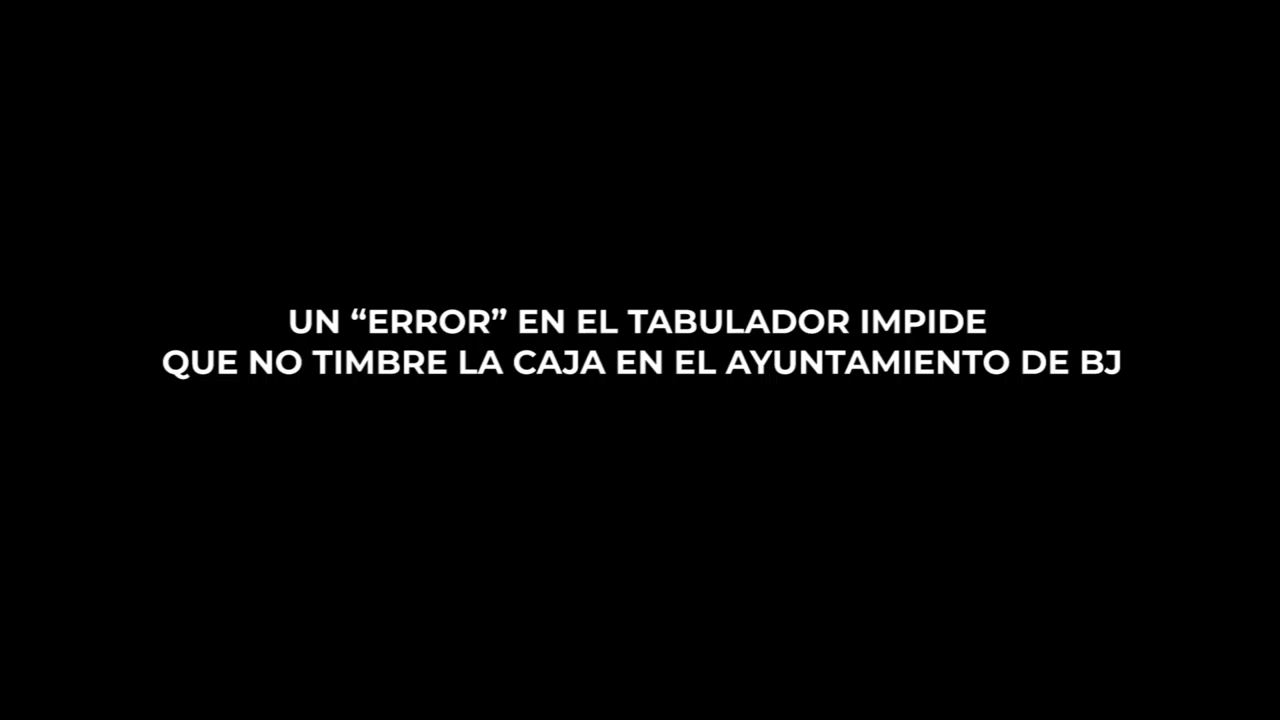 UN “ERROR” EN EL TABULADOR IMPIDE
QUE NO TIMBRE LA CAJA EN EL AYUNTAMIENTO DE BJ